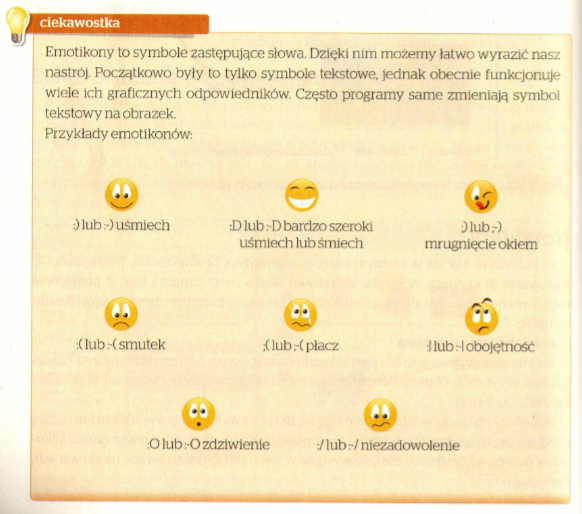 ciekawostka
Emotikony to symbole zastępujące słowa. Dzięki nim możemy łatwo wyrazić nasz
nastrój. Początkowo były to tylko symbole tekstowe, jednak obecnie funkcjonuje
wiele ich graficznych odpowiedników. Często programy same zmieniają symbol
tekstowy na obrazek.
Przykłady emotikonów:
:) lub :-) uśmiech
:D lub :-D bardzo szeroki
uśmiech lub śmiech
;) lub ;-)
mrugnięcie okiem
:( lub :-( smutek
;( lub ;-( płacz
:| lub :-| obojętność
:O lub :-O zdziwienie
:/ lub :-/ niezadowolenie